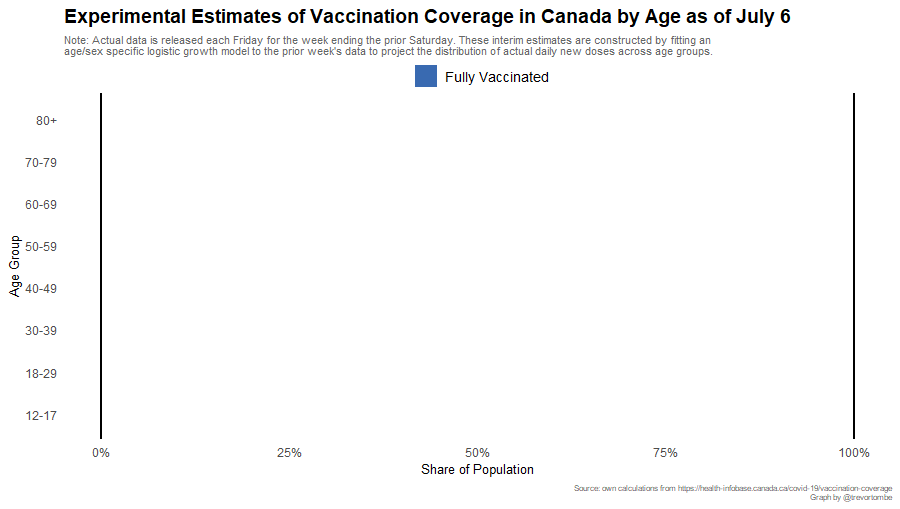 Experimental Estimates of Vaccination Coverage in Canada by Age as of July 6
Note: Actual data is released each Friday for the week ending the prior Saturday. These interim estimates are constructed by fitting an
age/sex specific logistic growth model to the prior week's data to project the distribution of actual daily new doses across age groups.
Fully Vaccinated
80+
70-79
60-69
50-59
40-49
30-39
18-29
12-17
Age Group
0% 25% 50% 75% 100%
Share of Population
Source: own calculations from https://health-infobase.canada.ca/covid-19/vaccination-coverage
Graph by @trevortombe